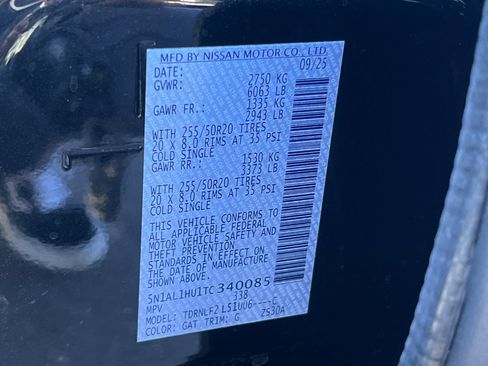 MFD BY NISSAN MOTOR CO., LTD.
DATE: 09/25
GVWR: 2750 KG
6063 LB
GAWR FR.: 1335 KG
2943 LB
WITH 255/50R20 TIRES
20 X 8.0 RIMS AT 35 PSI
COLD SINGLE
GAWR RR.: 1530 KG
3373 LB
WITH 255/50R20 TIRES
20 X 8.0 RIMS AT 35 PSI
COLD SINGLE
THIS VEHICLE CONFORMS TO
ALL APPLICABLE FEDERAL
MOTOR VEHICLE SAFETY AND
THEFT PREVENTION
STANDARDS IN EFFECT ON
THE DATE OF MANUFACTURE
5N1AL1HU1TC340085
MPV 338
MODEL: TDRNLF2 L51UU6----C
COLOR: GAT TRIM: G ZS30A